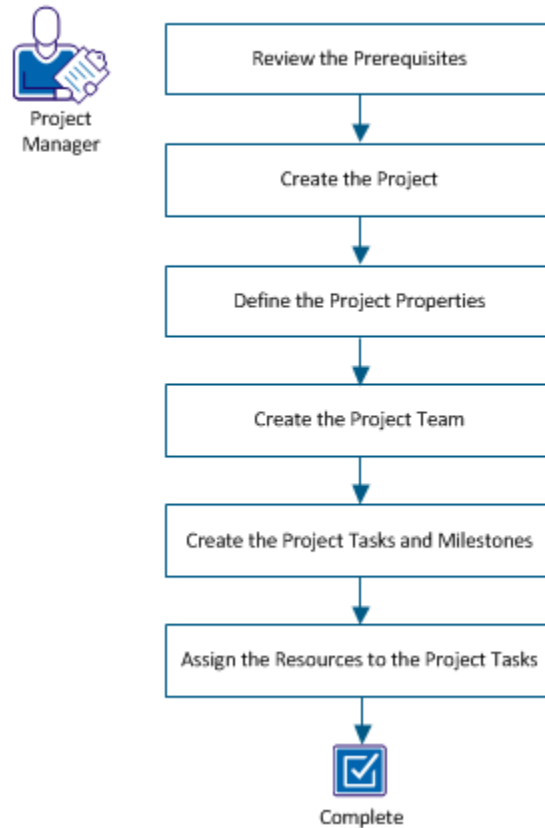 Project
Manager
Review the Prerequisites
Create the Project
Define the Project Properties
Create the Project Team
Create the Project Tasks and Milestones
Assign the Resources to the Project Tasks
Complete